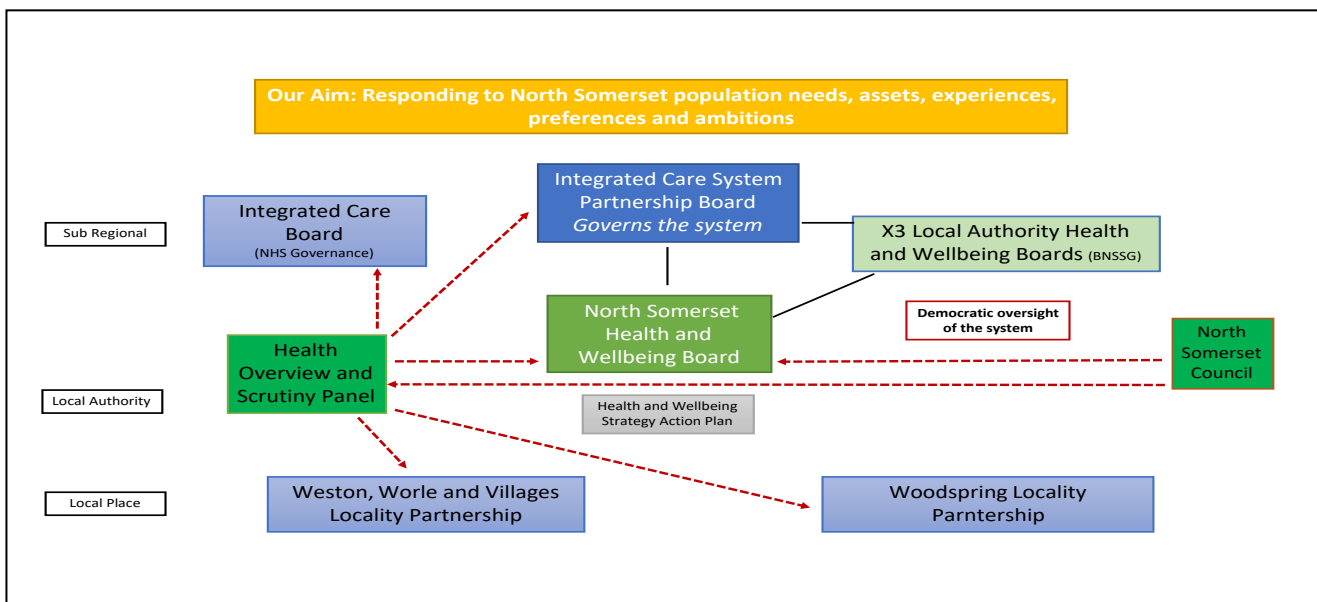 Our Aim: Responding to North Somerset population needs, assets, experiences,
preferences and ambitions
Integrated Care System
Partnership Board
Governs the system
Integrated Care
Board
(NHS Governance)
Sub Regional
X3 Local Authority Health
and Wellbeing Boards (BNSSG)
North Somerset
Health and
Wellbeing Board
Democratic oversight
of the system
North
Somerset
Council
Health
Overview and
Scrutiny Panel
Local Authority
Health and Wellbeing
Strategy Action Plan
Local Place
Weston, Worle and Villages
Locality Partnership
Woodspring Locality
Parntership